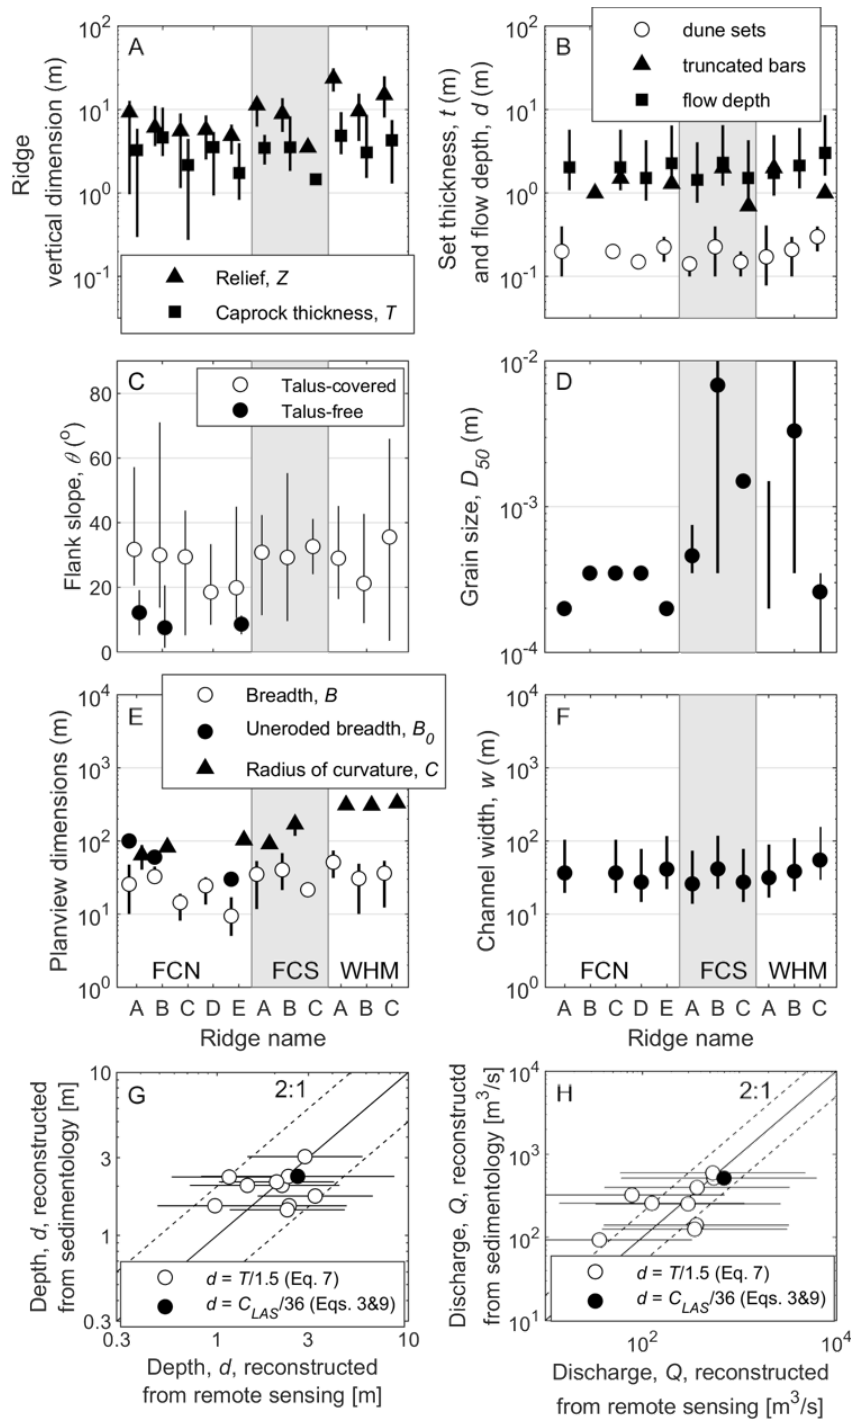 A
10²
10¹
10⁰
10⁻¹
Ridge
vertical dimension (m)
Relief, Z
Caprock thickness, T
B
10²
10¹
10⁰
10⁻¹
Set thickness, t (m)
and flow depth, d (m)
dune sets
truncated bars
flow depth
C
80
60
40
20
0
Flank slope, θ (°)
Talus-covered
Talus-free
D
10⁻²
10⁻³
10⁻⁴
Grain size, D₅₀ (m)
E
10⁴
10³
10²
10¹
10⁰
Planview dimensions (m)
Breadth, B
Uneroded breadth, B₀
Radius of curvature, C
FCN FCS WHM
A B C D E A B C A B C
Ridge name
F
10⁴
10³
10²
10¹
10⁰
Channel width, w (m)
FCN FCS WHM
A B C D E A B C A B C
Ridge name
G
2:1
10
3
1
0.3
Depth, d, reconstructed
from sedimentology [m]
d = T/1.5 (Eq. 7)
d = C_LAS/36 (Eqs. 3&9)
0.3 1 3 10
Depth, d, reconstructed
from remote sensing [m]
H
2:1
10⁴
10³
10²
10¹
Discharge, Q, reconstructd
from sedimentology [m³/s]
d = T/1.5 (Eq. 7)
d = C_LAS/36 (Eqs. 3&9)
10² 10⁴
Discharge, Q, reconstructed
from remote sensing [m³/s]